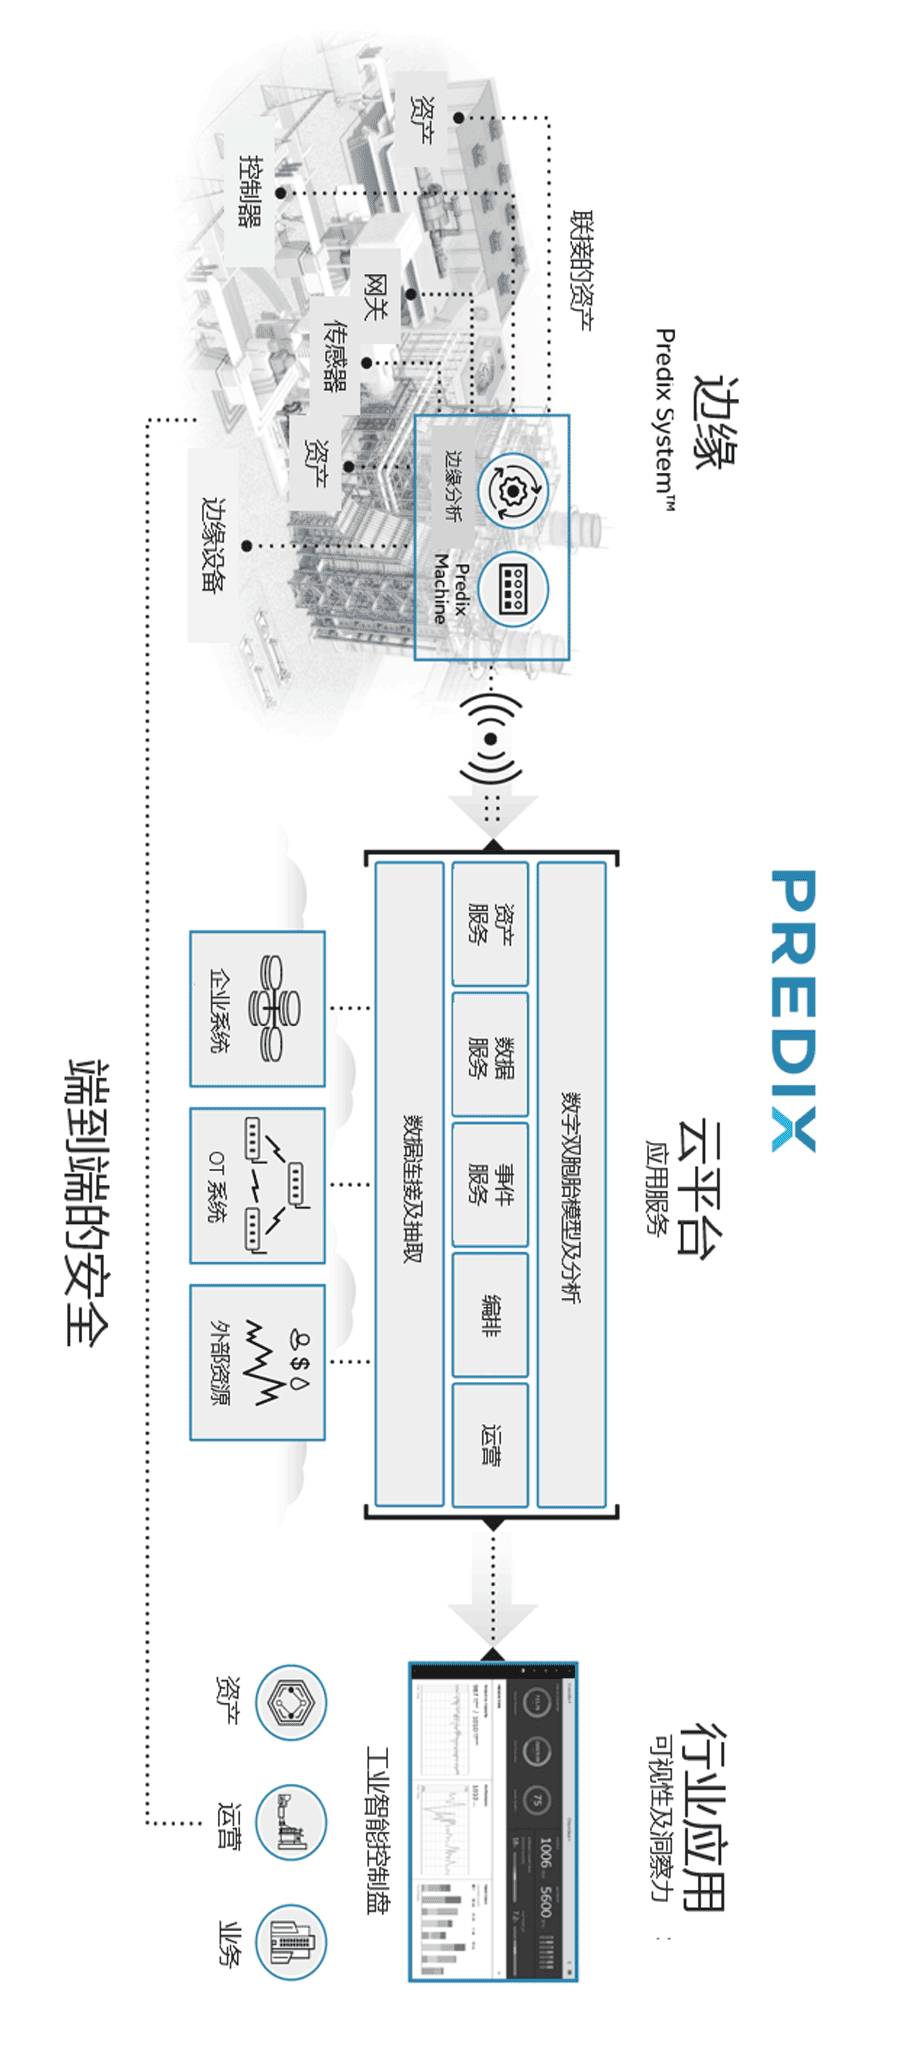 PREDIX
边缘
Predix System™
联接的资产
资产
控制器
网关
传感器
资产
边缘设备
边缘分析
Predix
Machine
云平台
应用服务
数字双胞胎模型及分析
资产
服务
数据
服务
事件
服务
编排
运营
数据连接及抽取
企业系统
OT 系统
外部资源
行业应用
可视性及洞察力
75
1006
5600
工业智能控制盘
资产
运营
业务
端到端的安全